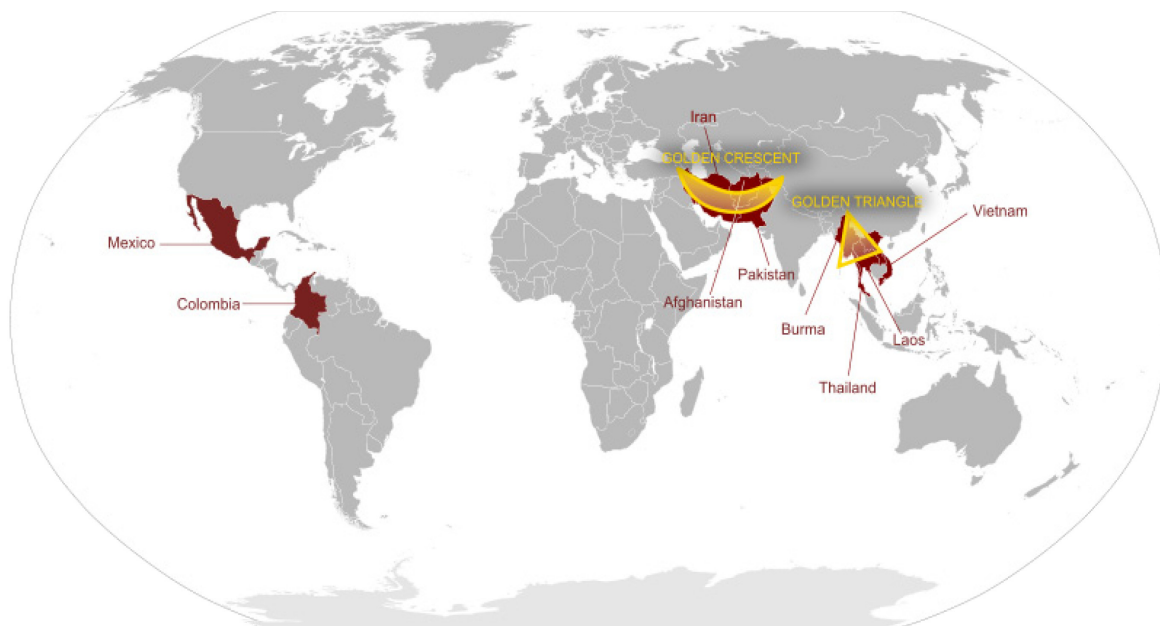 Iran
GOLDEN CRESCENT
GOLDEN TRIANGLE
Vietnam
Mexico
Pakistan
Colombia
Afghanistan
Burma
Laos
Thailand